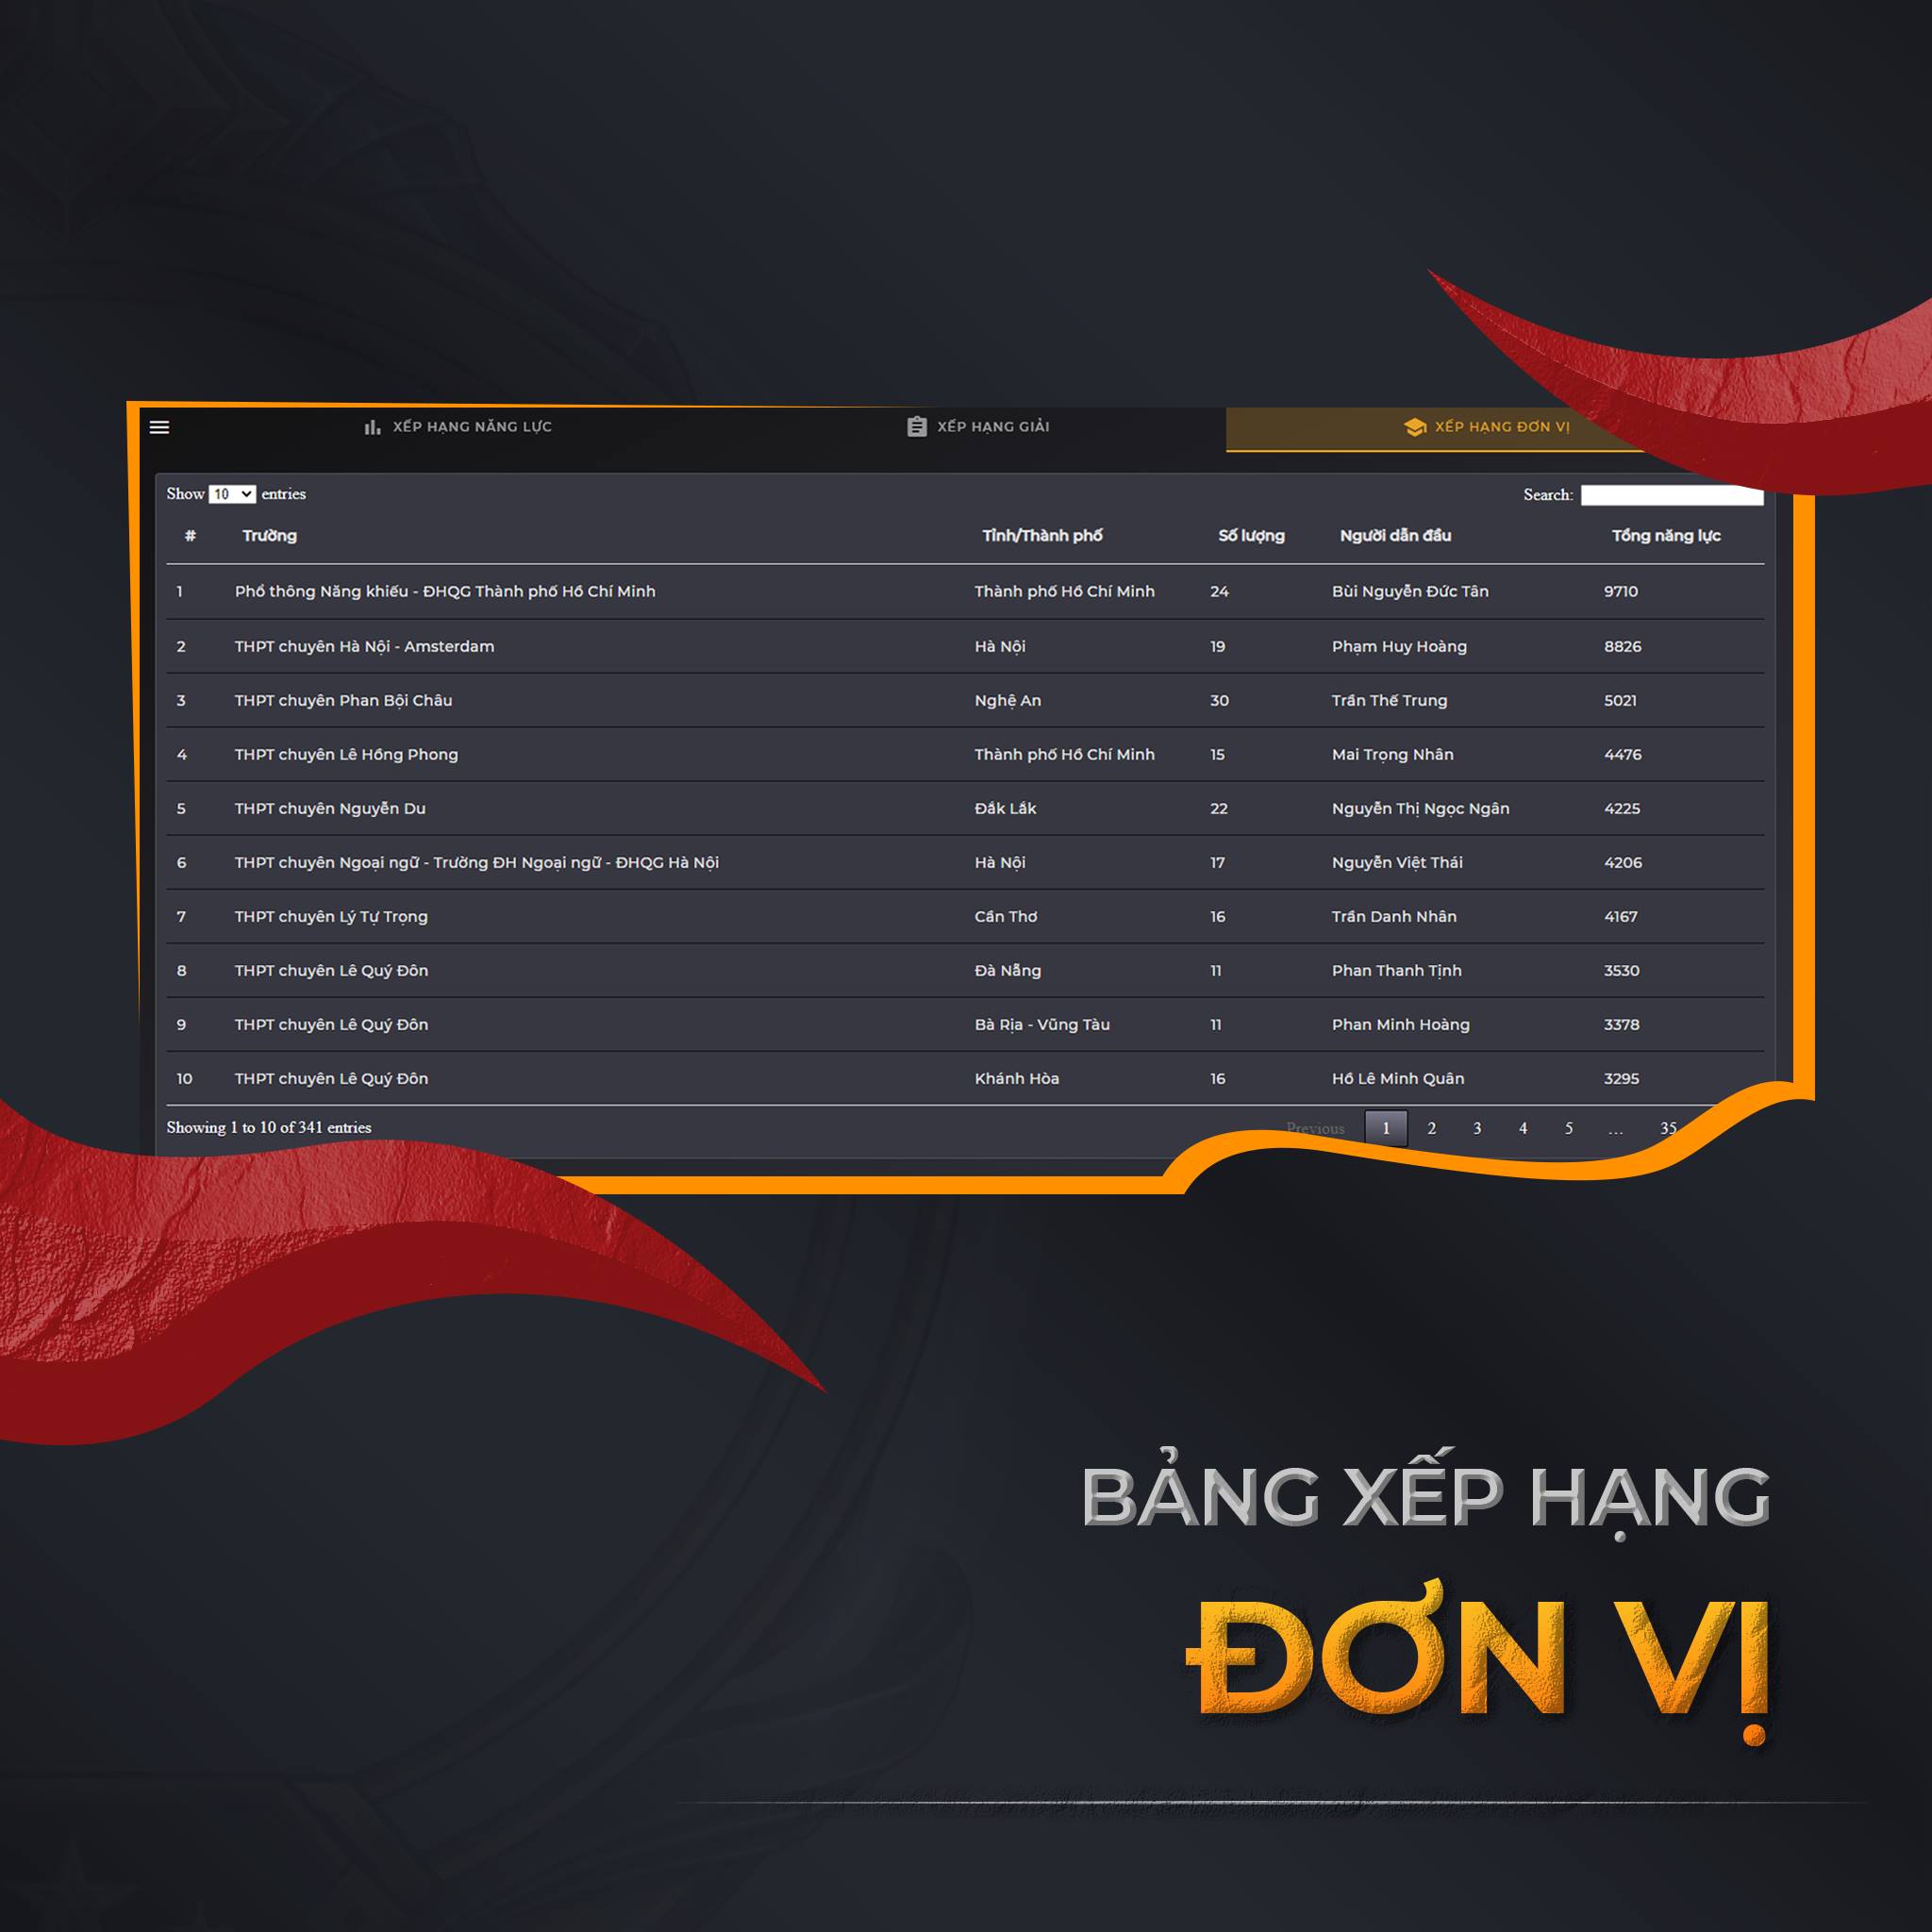 XẾP HẠNG NĂNG LỰC XẾP HẠNG GIẢI XẾP HẠNG ĐƠN VỊ
Show 10 entries Search:
# Trường Tỉnh/Thành phố Số lượng Người dẫn đầu Tổng năng lực
1 Phổ thông Năng khiếu - ĐHQG Thành phố Hồ Chí Minh Thành phố Hồ Chí Minh 24 Bùi Nguyễn Đức Tân 9710
2 THPT chuyên Hà Nội - Amsterdam Hà Nội 19 Phạm Huy Hoàng 8826
3 THPT chuyên Phan Bội Châu Nghệ An 30 Trần Thế Trung 5021
4 THPT chuyên Lê Hồng Phong Thành phố Hồ Chí Minh 15 Mai Trọng Nhân 4476
5 THPT chuyên Nguyễn Du Đắk Lắk 22 Nguyễn Thị Ngọc Ngân 4225
6 THPT chuyên Ngoại ngữ - Trường ĐH Ngoại ngữ - ĐHQG Hà Nội Hà Nội 17 Nguyễn Việt Thái 4206
7 THPT chuyên Lý Tự Trọng Cần Thơ 16 Trần Danh Nhân 4167
8 THPT chuyên Lê Quý Đôn Đà Nẵng 11 Phan Thanh Tịnh 3530
9 THPT chuyên Lê Quý Đôn Bà Rịa - Vũng Tàu 11 Phan Minh Hoàng 3378
10 THPT chuyên Lê Quý Đôn Khánh Hòa 16 Hồ Lê Minh Quân 3295
Showing 1 to 10 of 341 entries Previous 1 2 3 4 5 ... 35
BẢNG XẾP HẠNG
ĐƠN VỊ